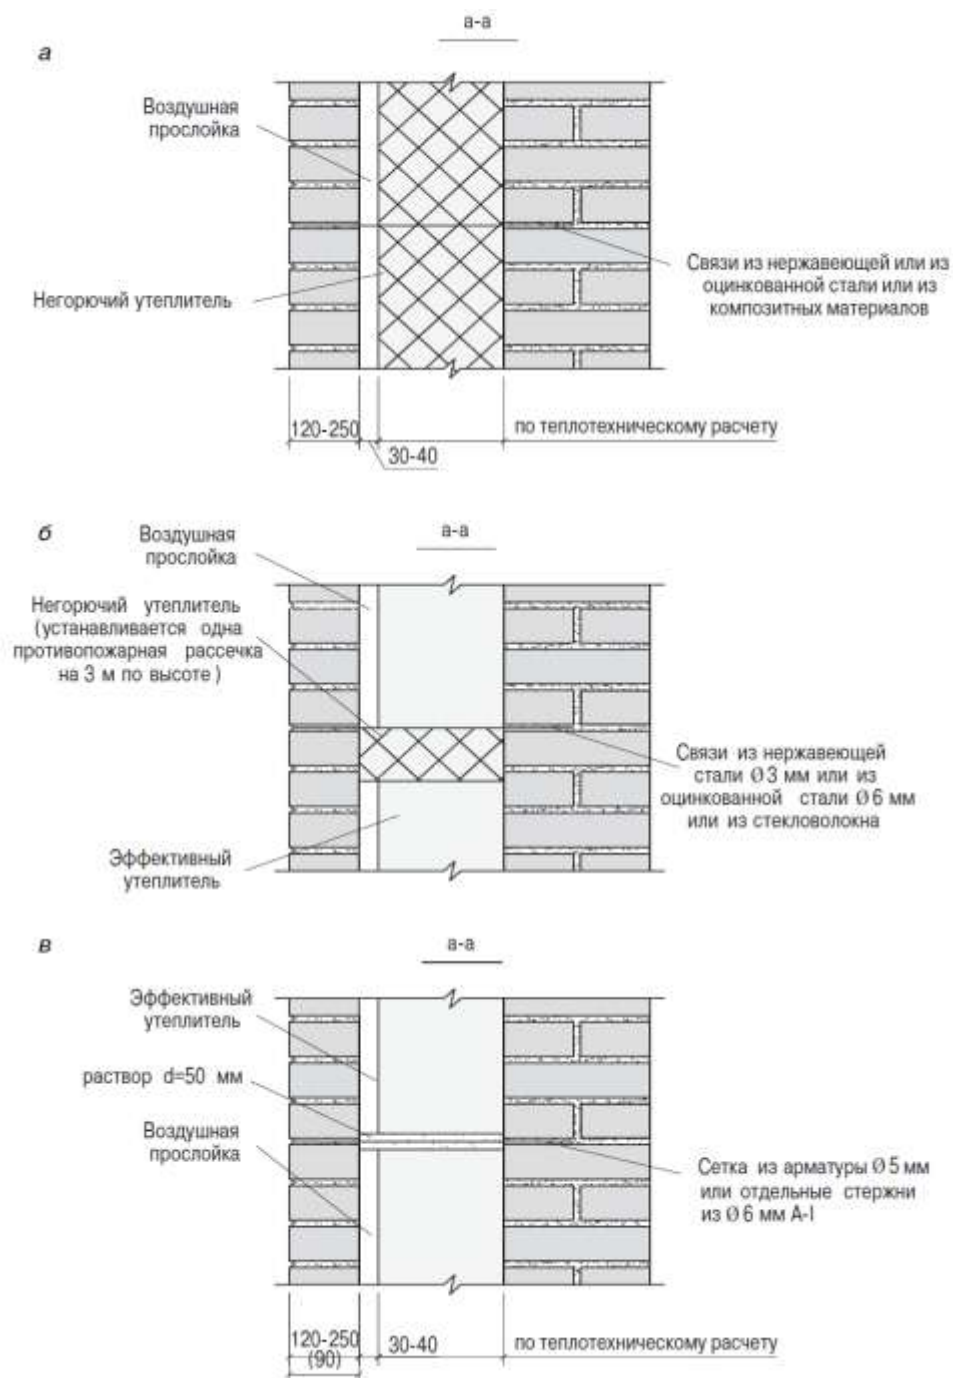 а
а-а
Воздушная
прослойка
Негорючий утеплитель
Связи из нержавеющей или из
оцинкованной стали или из
композитных материалов
120-250
30-40
по теплотехническому расчету
б
а-а
Воздушная
прослойка
Негорючий утеплитель
(устанавливается одна
противопожарная рассечка
на 3 м по высоте )
Связи из нержавеющей
стали Ø 3 мм или из
оцинкованной стали Ø 6 мм
или из стекловолокна
Эффективный
утеплитель
в
а-а
Эффективный
утеплитель
раствор d=50 мм
Воздушная
прослойка
Сетка из арматуры Ø 5 мм
или отдельные стержни
из Ø 6 мм А-I
120-250
(90)
30-40
по теплотехническому расчету